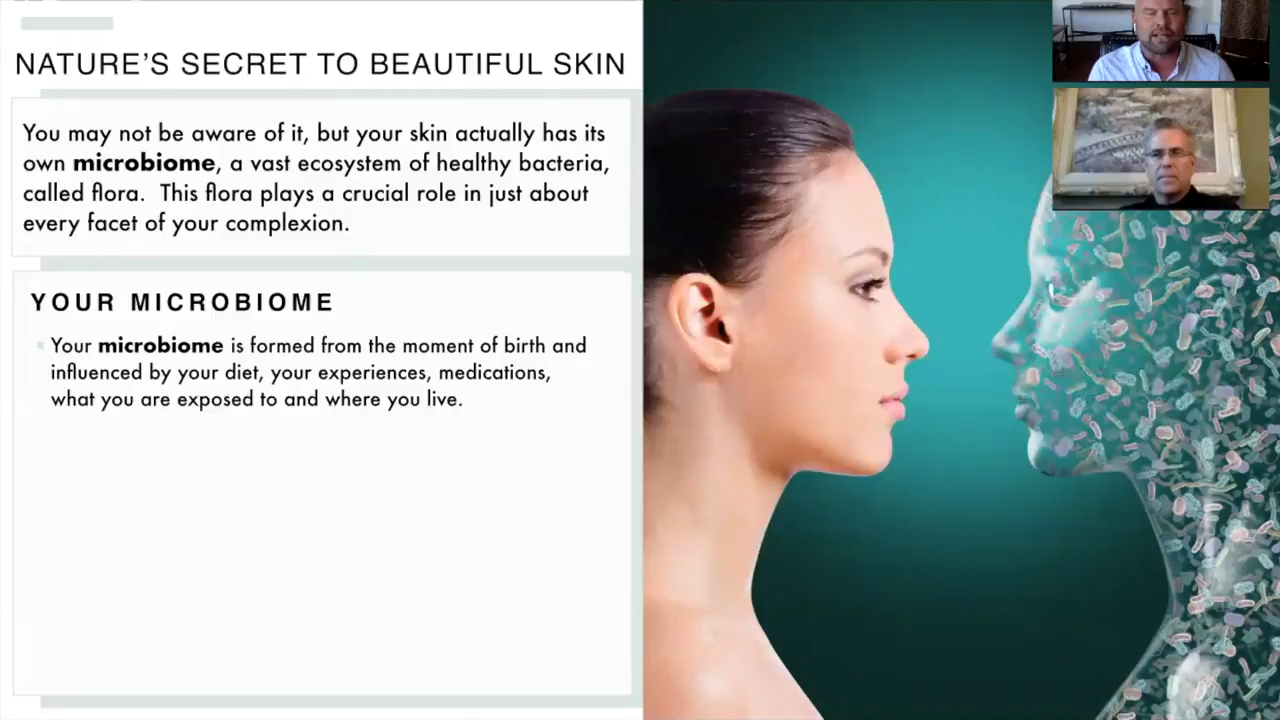 NATURE'S SECRET TO BEAUTIFUL SKIN
You may not be aware of it, but your skin actually has its
own microbiome, a vast ecosystem of healthy bacteria,
called flora.  This flora plays a crucial role in just about
every facet of your complexion.
YOUR MICROBIOME
Your microbiome is formed from the moment of birth and
influenced by your diet, your experiences, medications,
what you are exposed to and where you live.